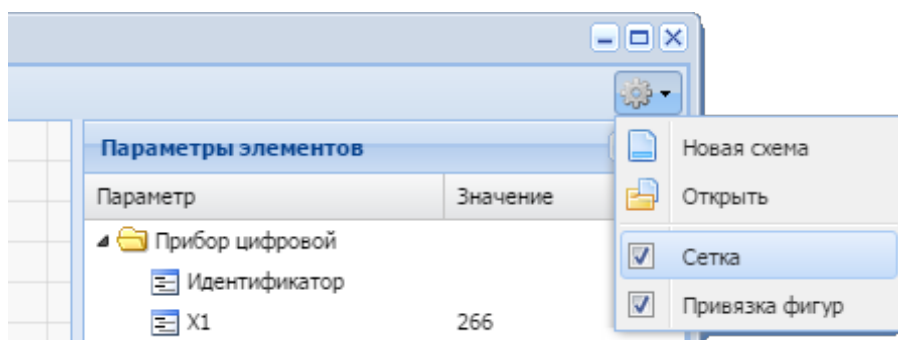 Параметры элементов
Параметр Значение
Прибор цифровой
Идентификатор
X1 266
Новая схема
Открыть
Сетка
Привязка фигур